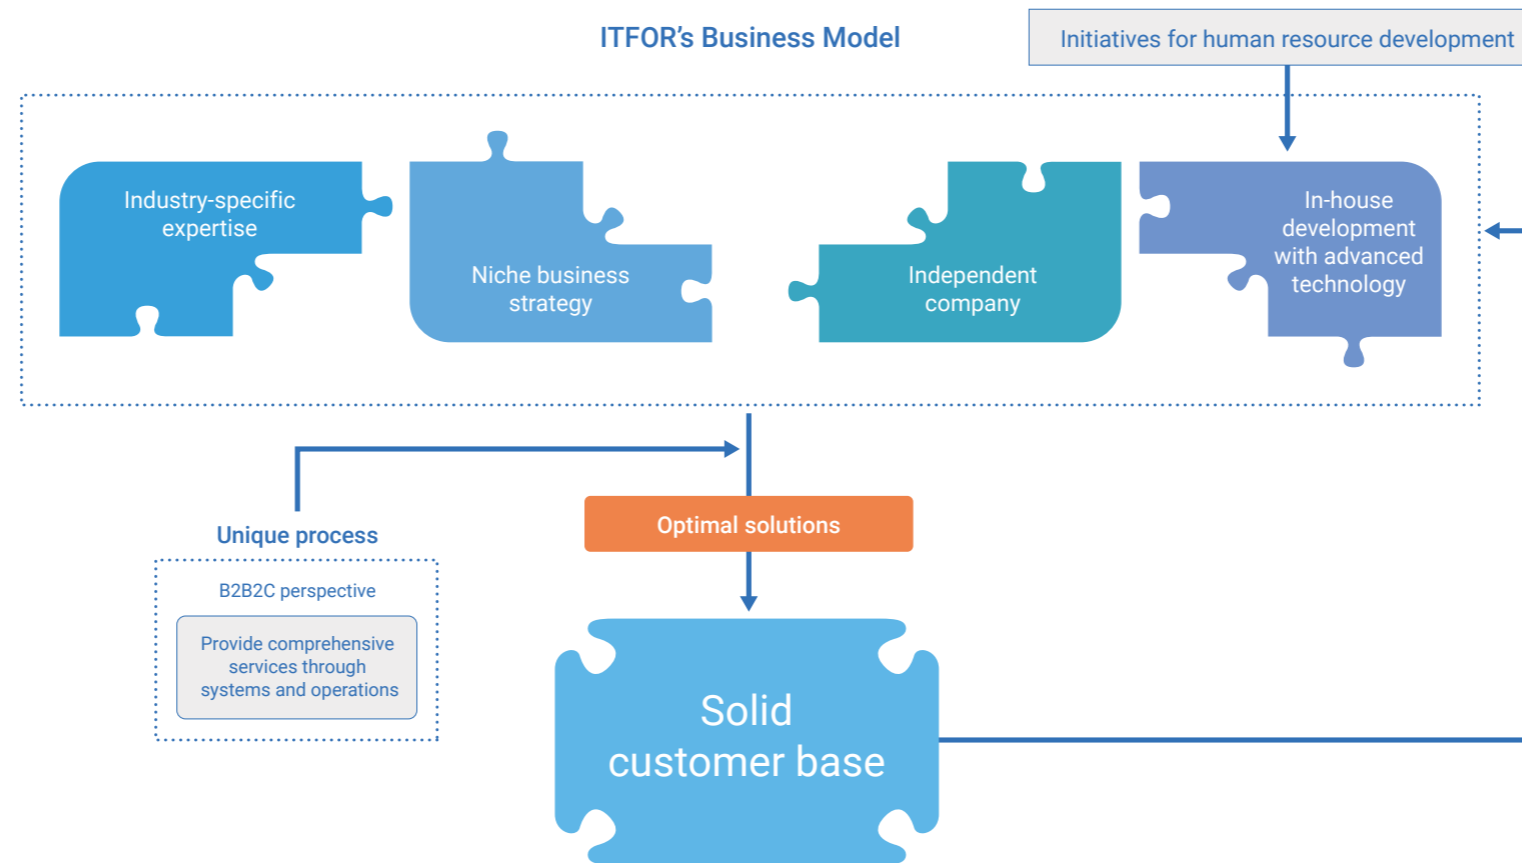 ITFOR’s Business Model
Initiatives for human resource development
Industry-specific
expertise
Niche business
strategy
Independent
company
In-house
development
with advanced
technology
Unique process
B2B2C perspective
Provide comprehensive
services through
systems and operations
Optimal solutions
Solid
customer base